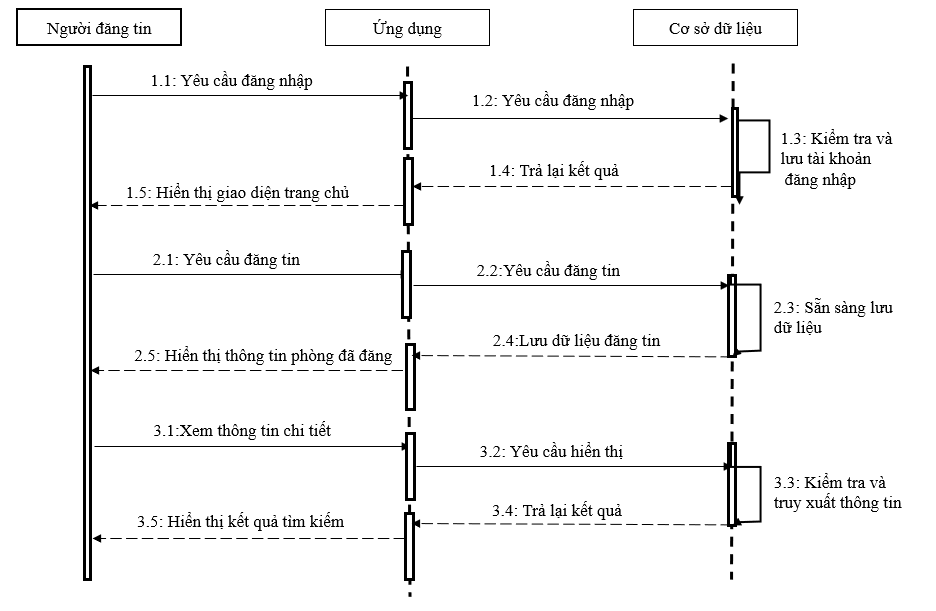 Người đăng tin
Ứng dụng
Cơ sở dữ liệu
1.1: Yêu cầu đăng nhập
1.2: Yêu cầu đăng nhập
1.3: Kiểm tra và
lưu tài khoản
đăng nhập
1.4: Trả lại kết quả
1.5: Hiển thị giao diện trang chủ
2.1: Yêu cầu đăng tin
2.2:Yêu cầu đăng tin
2.3: Sẵn sàng lưu
dữ liệu
2.4:Lưu dữ liệu đăng tin
2.5: Hiển thị thông tin phòng đã đăng
3.1:Xem thông tin chi tiết
3.2: Yêu cầu hiển thị
3.3: Kiểm tra và
truy xuất thông tin
3.4: Trả lại kết quả
3.5: Hiển thị kết quả tìm kiếm